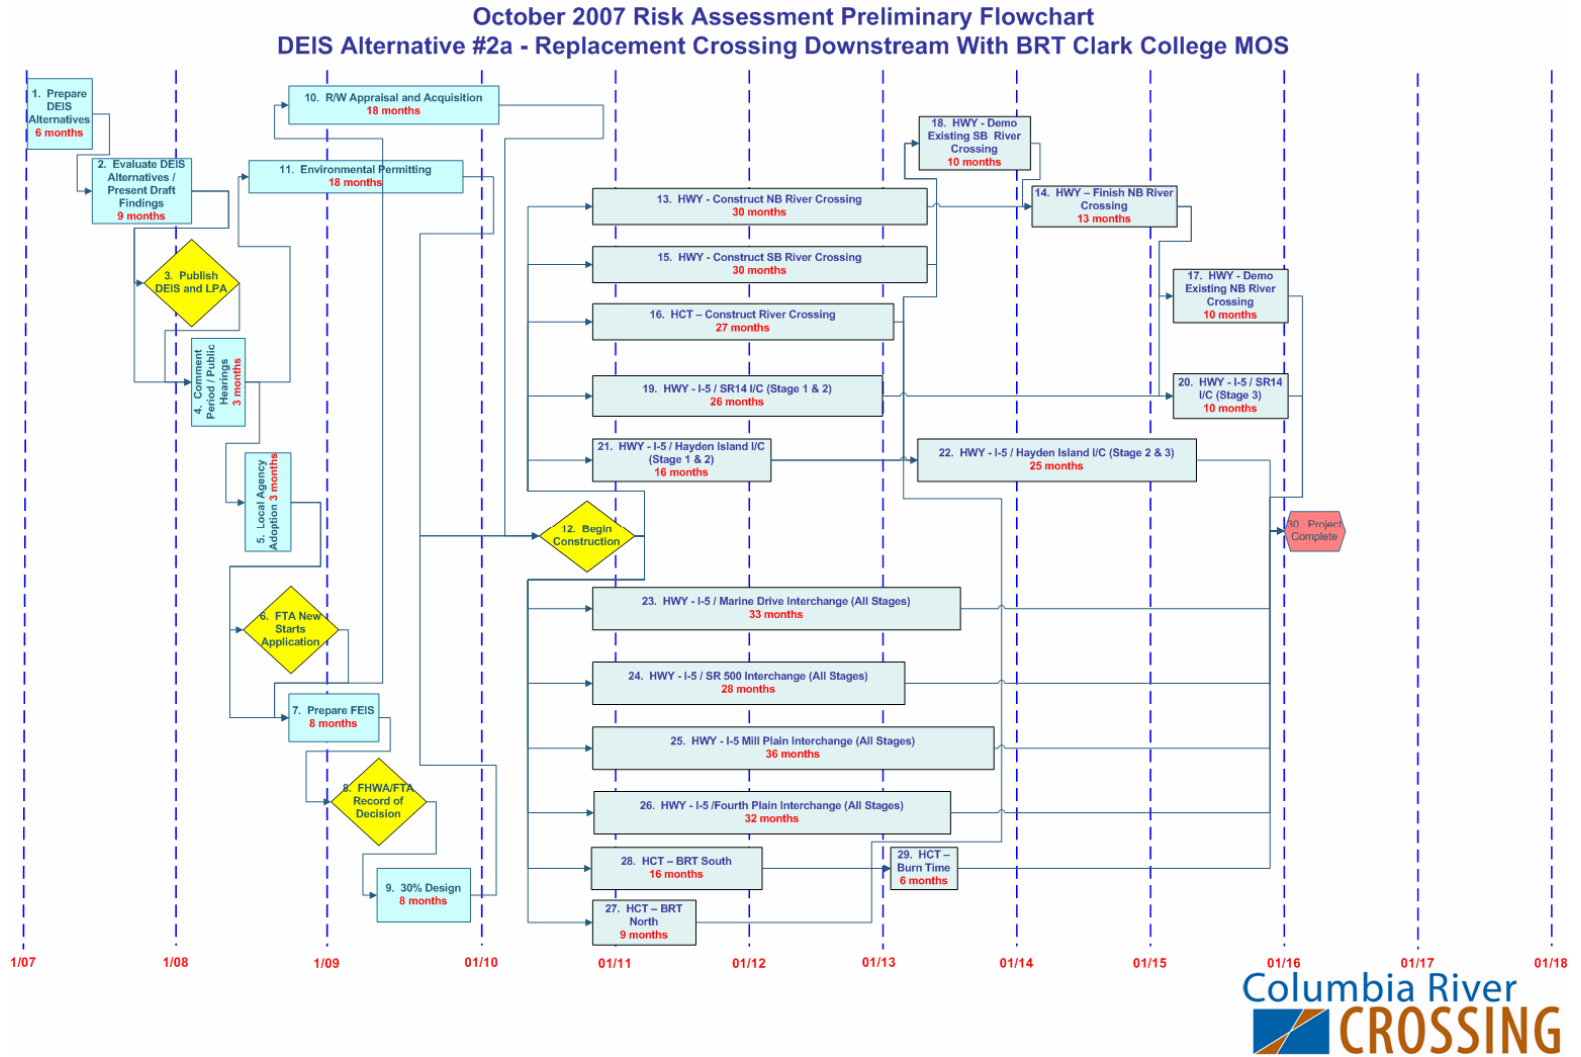 October 2007 Risk Assessment Preliminary Flowchart
DEIS Alternative #2a - Replacement Crossing Downstream With BRT Clark College MOS
1. Prepare
DEIS
Alternatives
6 months
2. Evaluate DEIS
Alternatives /
Present Draft
Findings
9 months
3. Publish
DEIS and LPA
4. Comment
Period / Public
Hearings
3 months
5. Local Agency
Adoption 3 months
6. FTA New
Starts
Application
7. Prepare FEIS
8 months
8. FHWA/FTA
Record of
Decision
9. 30% Design
8 months
10. R/W Appraisal and Acquisition
18 months
11. Environmental Permitting
18 months
12. Begin
Construction
13. HWY - Construct NB River Crossing
30 months
15. HWY- Construct SB River Crossing
30 months
16. HCT – Construct River Crossing
27 months
19. HWY - I-5 / SR14 I/C (Stage 1 & 2)
26 months
21. HWY - I-5 / Hayden Island I/C
(Stage 1 & 2)
16 months
18. HWY - Demo
Existing SB River
Crossing
10 months
14. HWY – Finish NB River
Crossing
13 months
17. HWY - Demo
Existing NB River
Crossing
10 months
20. HWY - I-5 / SR14
I/C (Stage 3)
10 months
22. HWY - I-5 / Hayden Island I/C (Stage 2 & 3)
25 months
30. Project
Complete
23. HWY - I-5 / Marine Drive Interchange (All Stages)
33 months
24. HWY - I-5 / SR 500 Interchange (All Stages)
28 months
25. HWY - I-5 Mill Plain Interchange (All Stages)
36 months
26. HWY - I-5 /Fourth Plain Interchange (All Stages)
32 months
28. HCT – BRT South
16 months
29. HCT –
Burn Time
6 months
27. HCT – BRT
North
9 months
1/07 1/08 1/09 01/10 01/11 01/12 01/13 01/14 01/15 01/16 01/17 01/18
Columbia River
CROSSING